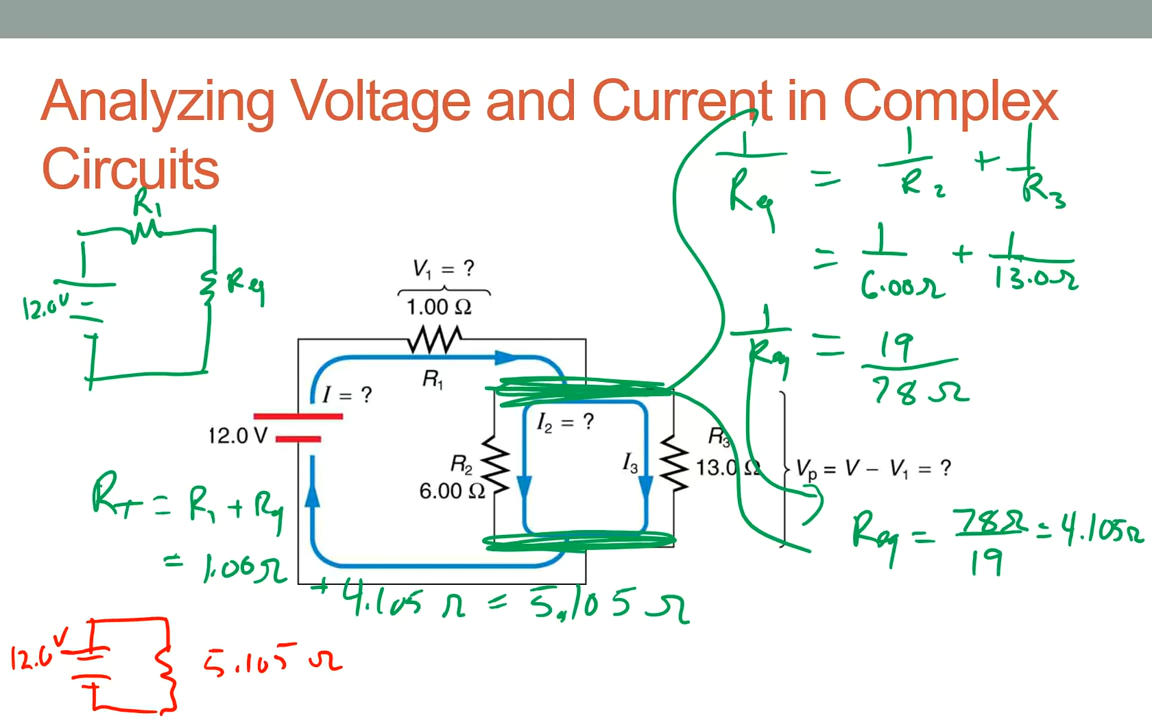 Analyzing Voltage and Current in Complex
Circuits
1/Req = 1/R2 + 1/R3
= 1/6.00Ω + 1/13.0Ω
1/Req = 19/78Ω
Req = 78Ω/19 = 4.105Ω
R1
Req
12.0V
V1 = ?
1.00 Ω
R1
I = ?
12.0 V
I2 = ?
R2
6.00 Ω
I3
R3
13.0 Ω
Vp = V − V1 = ?
RT = R1 + Req
= 1.00Ω + 4.105 Ω = 5.105 Ω
12.0V
5.105 Ω